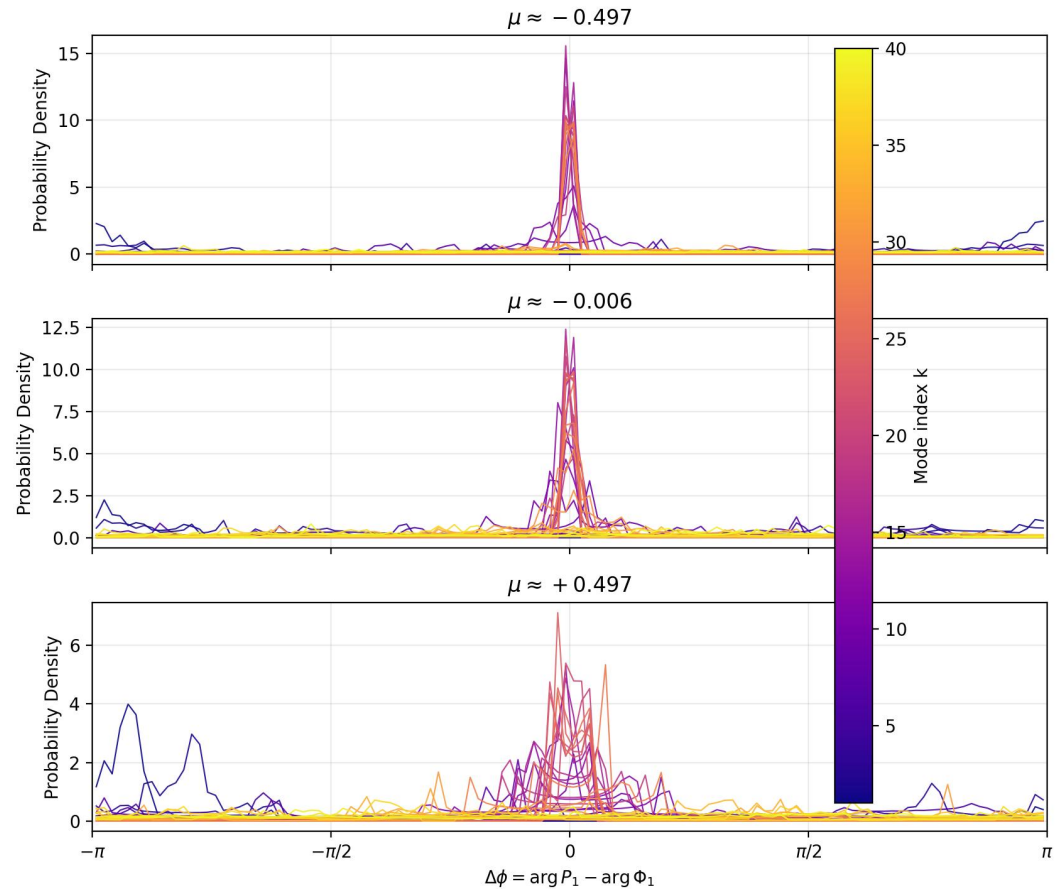 μ ≈ − 0.497
15
10
5
0
Probability Density
μ ≈ − 0.006
12.5
10.0
7.5
5.0
2.5
0.0
Probability Density
μ ≈ + 0.497
6
4
2
0
Probability Density
−π
−π/2
0
π/2
π
Δϕ = arg P₁ − arg Φ₁
40
35
30
25
20
15
10
5
Mode index k